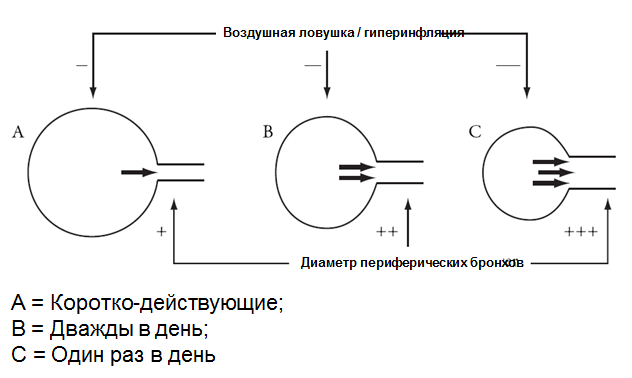 Воздушная ловушка / гиперинфляция
— — —
A B C
+ ++ +++
Диаметр периферических бронхов
А = Коротко-действующие;
В = Дважды в день;
С = Один раз в день